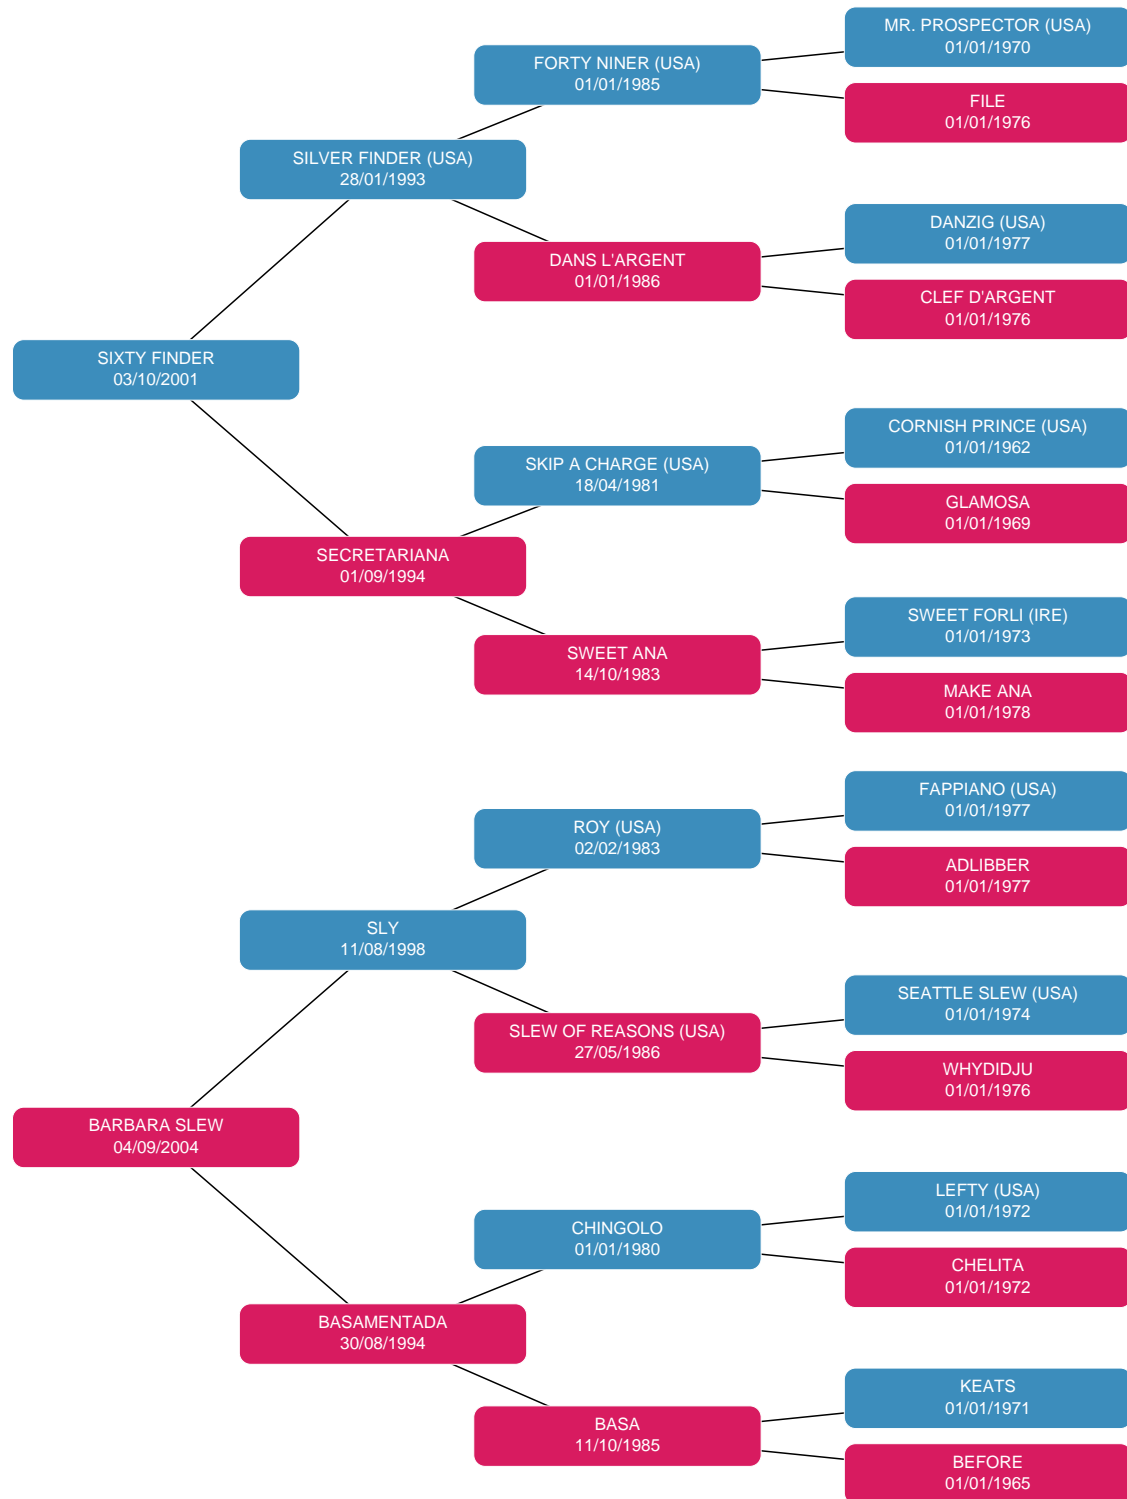 MR. PROSPECTOR (USA)
01/01/1970
FORTY NINER (USA)
01/01/1985
FILE
01/01/1976
SILVER FINDER (USA)
28/01/1993
DANZIG (USA)
01/01/1977
DANS L'ARGENT
01/01/1986
CLEF D'ARGENT
01/01/1976
SIXTY FINDER
03/10/2001
CORNISH PRINCE (USA)
01/01/1962
SKIP A CHARGE (USA)
18/04/1981
GLAMOSA
01/01/1969
SECRETARIANA
01/09/1994
SWEET FORLI (IRE)
01/01/1973
SWEET ANA
14/10/1983
MAKE ANA
01/01/1978
FAPPIANO (USA)
01/01/1977
ROY (USA)
02/02/1983
ADLIBBER
01/01/1977
SLY
11/08/1998
SEATTLE SLEW (USA)
01/01/1974
SLEW OF REASONS (USA)
27/05/1986
WHYDIDJU
01/01/1976
BARBARA SLEW
04/09/2004
LEFTY (USA)
01/01/1972
CHINGOLO
01/01/1980
CHELITA
01/01/1972
BASAMENTADA
30/08/1994
KEATS
01/01/1971
BASA
11/10/1985
BEFORE
01/01/1965